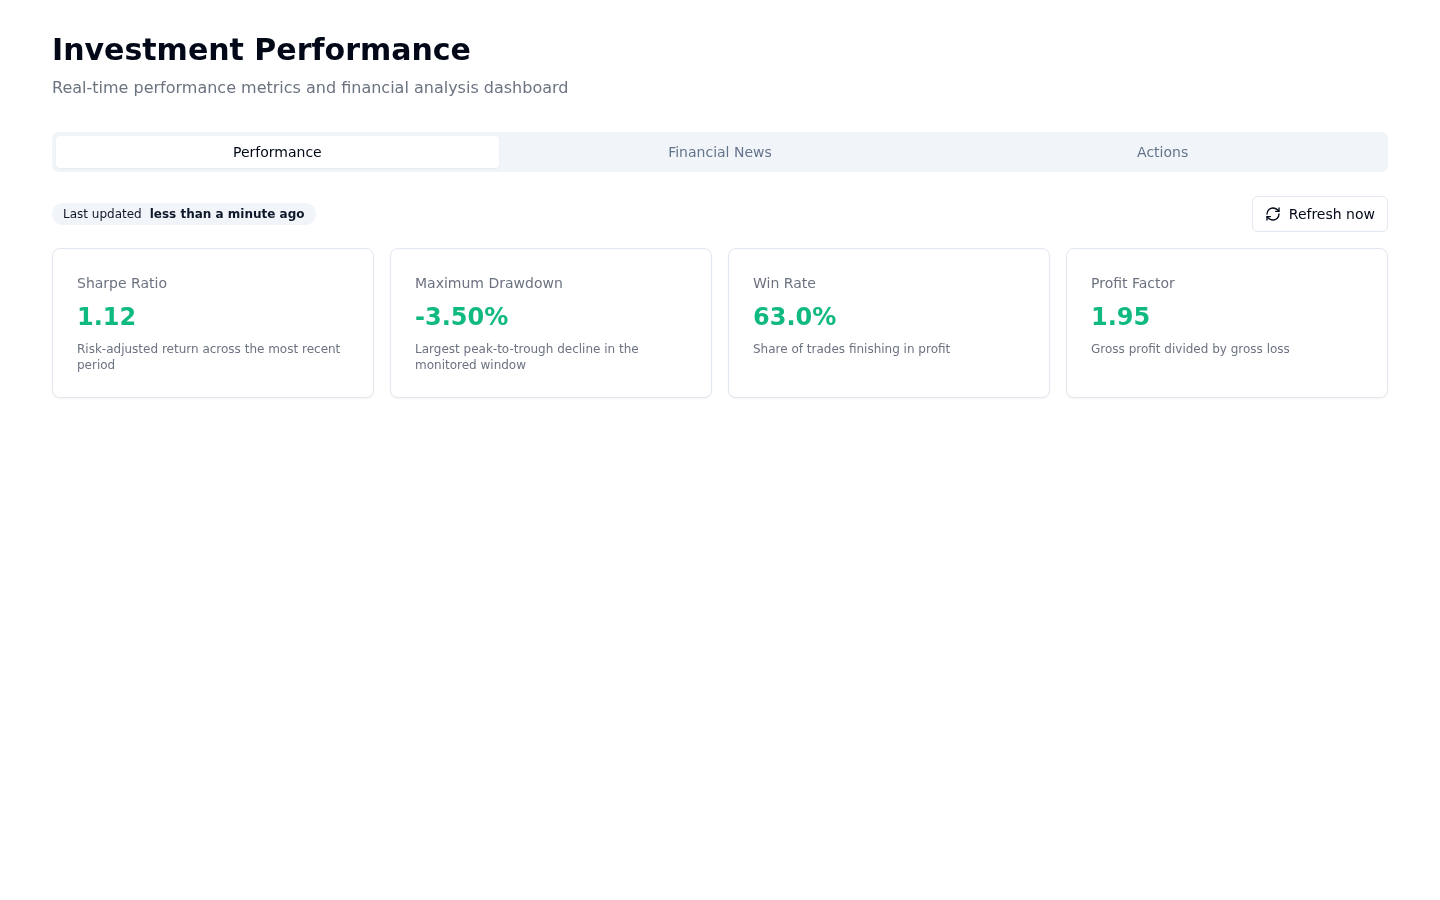 Investment Performance
Real-time performance metrics and financial analysis dashboard
Performance
Financial News
Actions
Last updated less than a minute ago
Refresh now
Sharpe Ratio
1.12
Risk-adjusted return across the most recent
period
Maximum Drawdown
-3.50%
Largest peak-to-trough decline in the
monitored window
Win Rate
63.0%
Share of trades finishing in profit
Profit Factor
1.95
Gross profit divided by gross loss